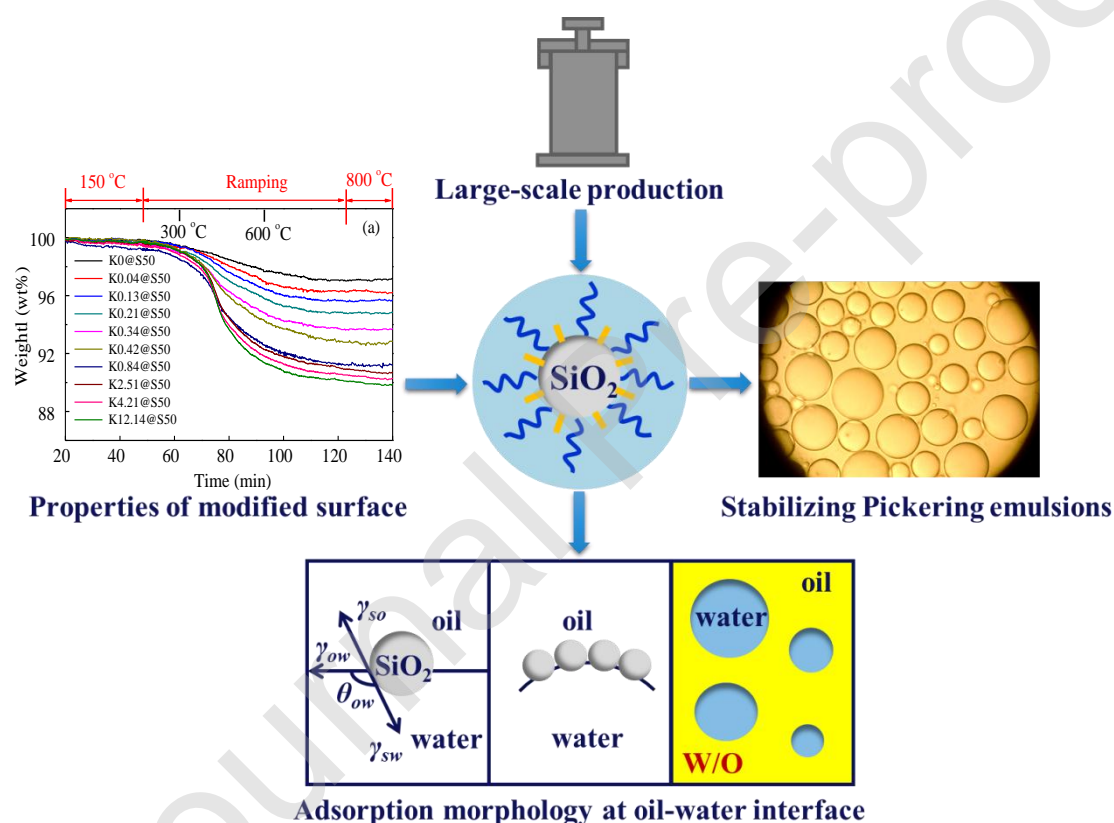 Journal Pre-proo
Large-scale production
150 °C
Ramping
800 °C
300 °C
600 °C
(a)
100
96
92
88
Weightl (wt%)
K0@S50
K0.04@S50
K0.13@S50
K0.21@S50
K0.34@S50
K0.42@S50
K0.84@S50
K2.51@S50
K4.21@S50
K12.14@S50
20 40 60 80 100 120 140
Time (min)
Properties of modified surface
SiO2
Stabilizing Pickering emulsions
γso
oil
γow
SiO2
θow
γsw
water
oil
water
oil
water
W/O
Adsorption morphology at oil-water interface